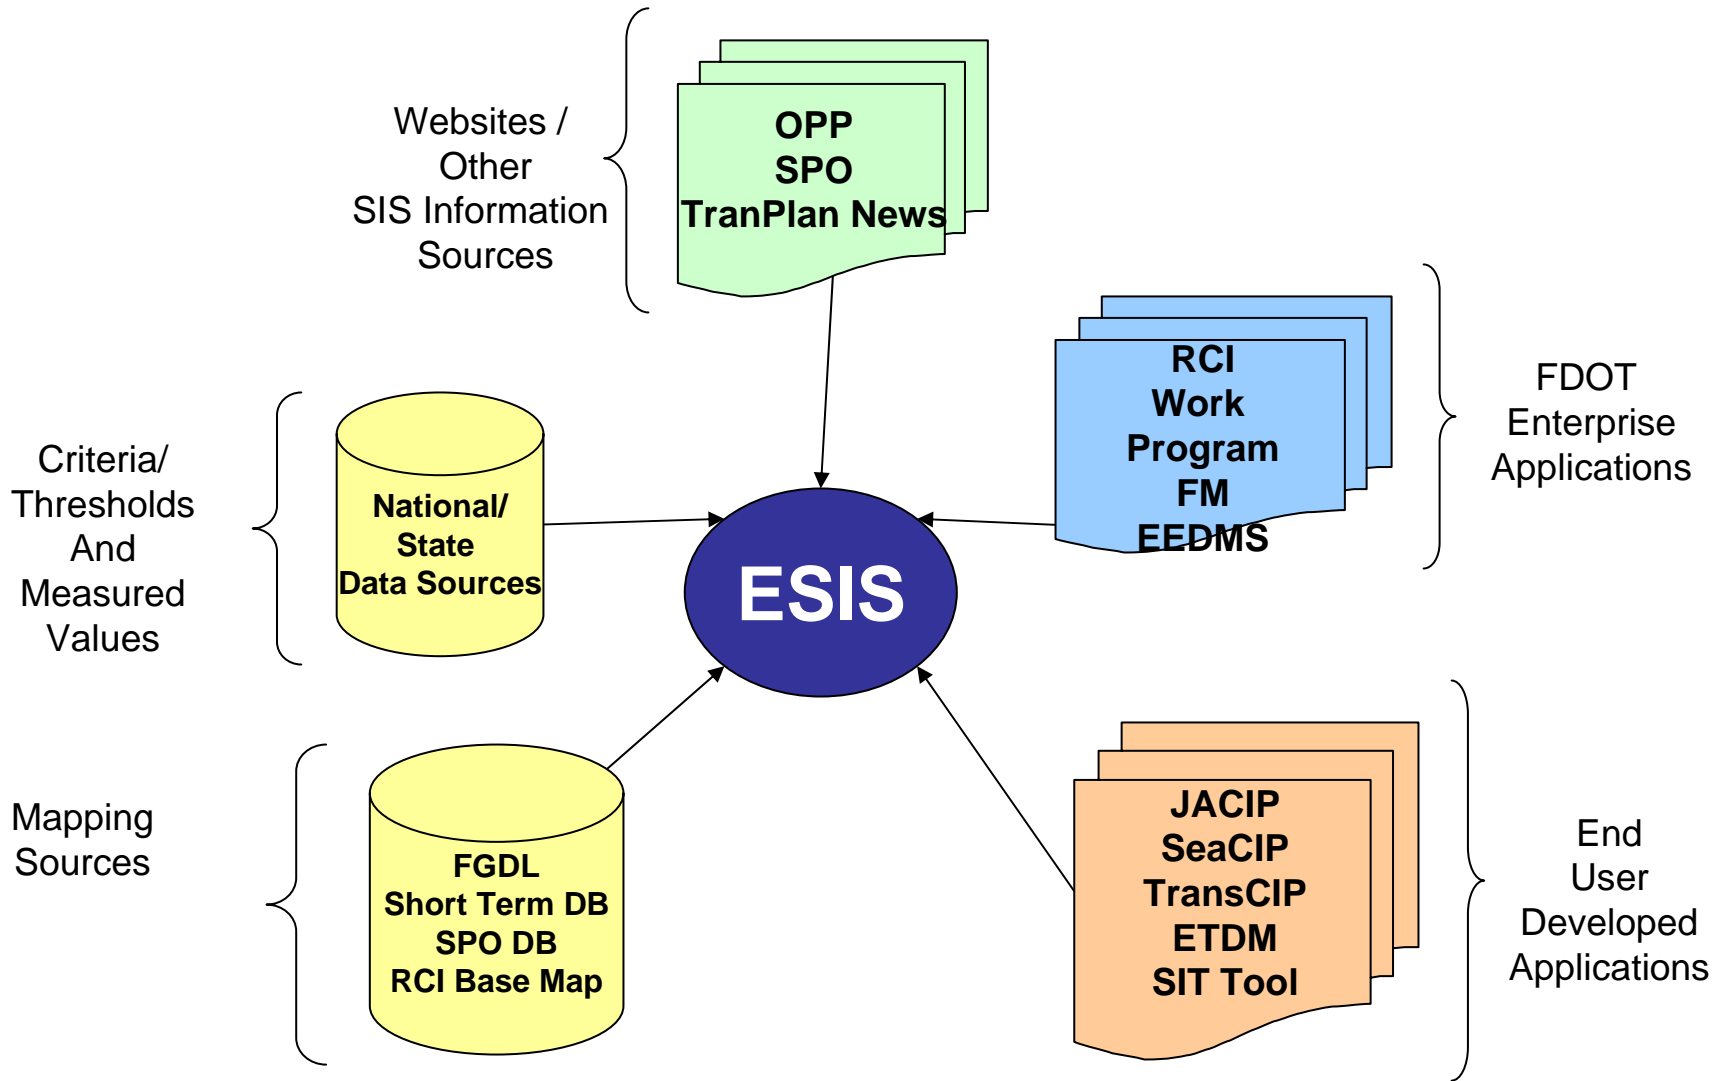 Websites /
Other
SIS Information
Sources
OPP
SPO
TranPlan News
RCI
Work
Program
FM
EEDMS
FDOT
Enterprise
Applications
Criteria/
Thresholds
And
Measured
Values
National/
State
Data Sources
ESIS
Mapping
Sources
FGDL
Short Term DB
SPO DB
RCI Base Map
JACIP
SeaCIP
TransCIP
ETDM
SIT Tool
End
User
Developed
Applications